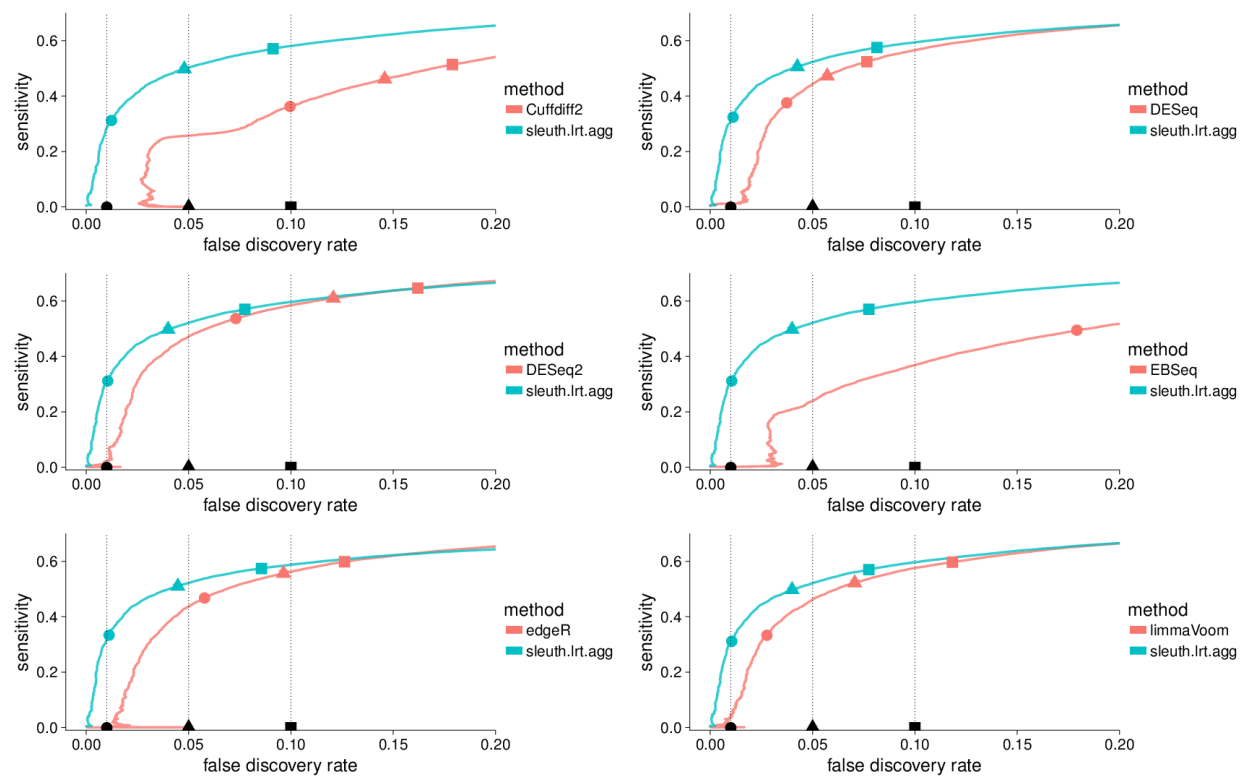 sensitivity
0.6
0.4
0.2
0.0
0.00 0.05 0.10 0.15 0.20
false discovery rate
method
Cuffdiff2
sleuth.lrt.agg
sensitivity
0.6
0.4
0.2
0.0
0.00 0.05 0.10 0.15 0.20
false discovery rate
method
DESeq
sleuth.lrt.agg
sensitivity
0.6
0.4
0.2
0.0
0.00 0.05 0.10 0.15 0.20
false discovery rate
method
DESeq2
sleuth.lrt.agg
sensitivity
0.6
0.4
0.2
0.0
0.00 0.05 0.10 0.15 0.20
false discovery rate
method
EBSeq
sleuth.lrt.agg
sensitivity
0.6
0.4
0.2
0.0
0.00 0.05 0.10 0.15 0.20
false discovery rate
method
edgeR
sleuth.lrt.agg
sensitivity
0.6
0.4
0.2
0.0
0.00 0.05 0.10 0.15 0.20
false discovery rate
method
limmaVoom
sleuth.lrt.agg